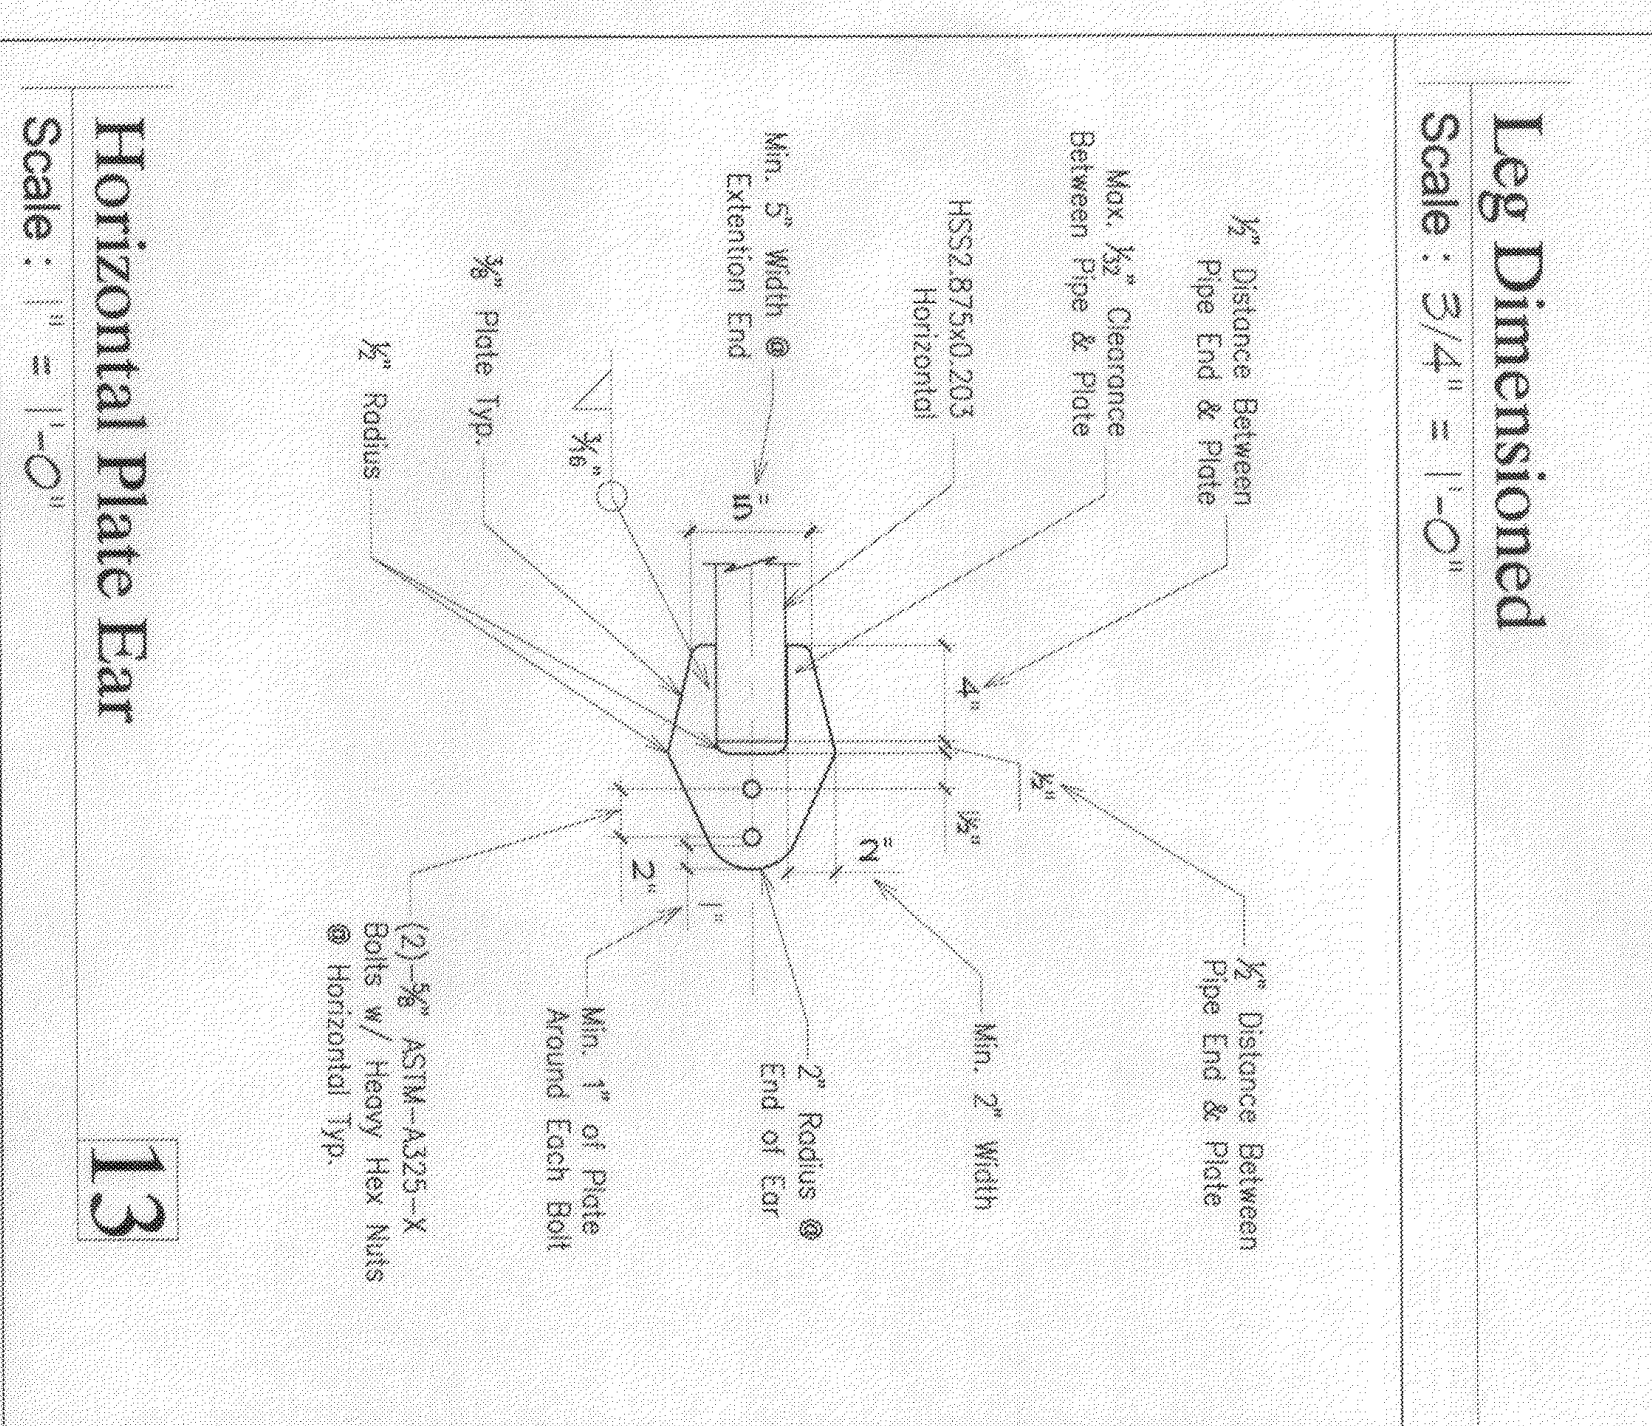 Leg Dimensioned
Scale : 3/4" = 1'-0"
½" Distance Between
Pipe End & Plate
½" Distance Between
Pipe End & Plate
Max. 1/32" Clearance
Between Pipe & Plate
½"
HSS2.875x0.203
Horizontal
4"
1½"
Min. 2" Width
2"
Min. 5" Width @
Extention End
5"
2" Radius @
End of Ear
1"
3/16"
2"
Min. 1" of Plate
Around Each Bolt
3/8" Plate Typ.
(2)-5/8" ASTM-A325-X
Bolts w/ Heavy Hex Nuts
@ Horizontal Typ.
½" Radius
Horizontal Plate Ear
13
Scale : 1" = 1'-0"